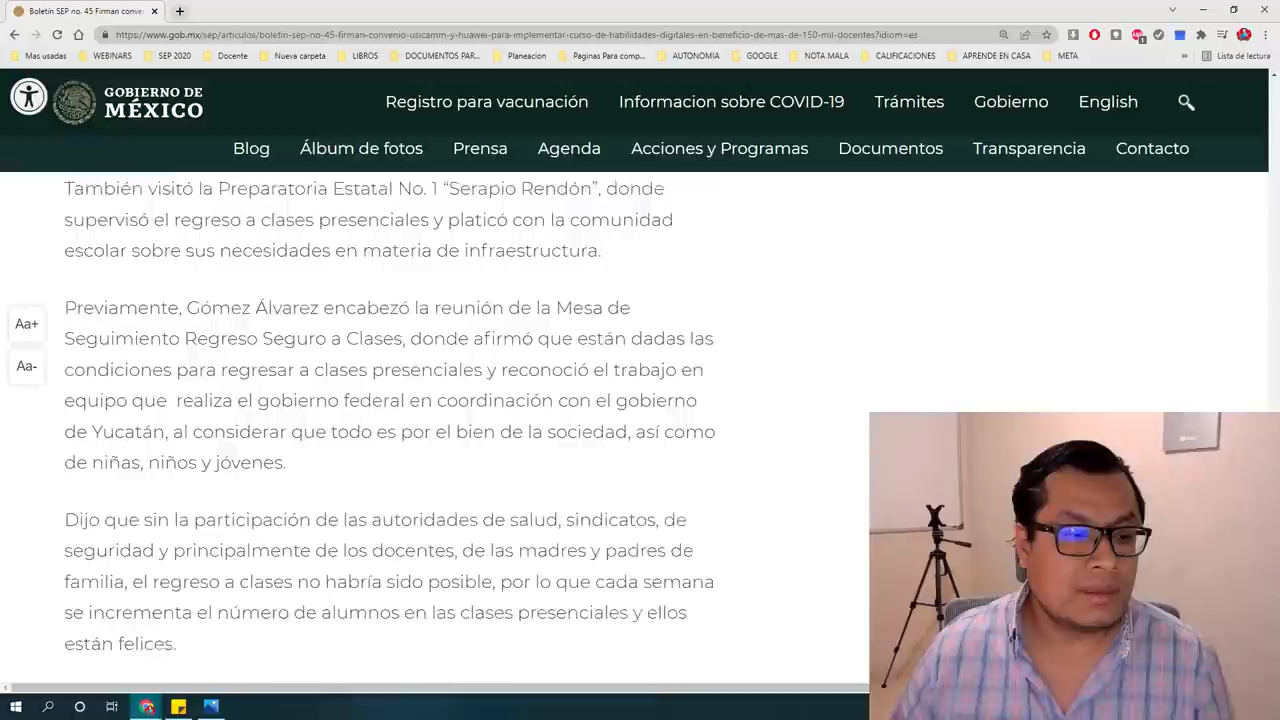 Boletín SEP no. 45 Firman conve
https://www.gob.mx/sep/articulos/boletin-sep-no-45-firman-convenio-usicamm-y-huawei-para-implementar-curso-de-habilidades-digitales-en-beneficio-de-mas-de-150-mil-docentes?idiom=es
Mas usadas WEBINARS SEP 2020 Docente Nueva carpeta LIBROS DOCUMENTOS PAR... Planeacion Paginas Para comp... AUTONOMIA GOOGLE NOTA MALA CALIFICACIONES APRENDE EN CASA META » Lista de lectura
GOBIERNO DE
MÉXICO
Registro para vacunación Informacion sobre COVID-19 Trámites Gobierno English
Blog Álbum de fotos Prensa Agenda Acciones y Programas Documentos Transparencia Contacto
También visitó la Preparatoria Estatal No. 1 “Serapio Rendón”, donde
supervisó el regreso a clases presenciales y platicó con la comunidad
escolar sobre sus necesidades en materia de infraestructura.
Previamente, Gómez Álvarez encabezó la reunión de la Mesa de
Seguimiento Regreso Seguro a Clases, donde afirmó que están dadas las
condiciones para regresar a clases presenciales y reconoció el trabajo en
equipo que realiza el gobierno federal en coordinación con el gobierno
de Yucatán, al considerar que todo es por el bien de la sociedad, así como
de niñas, niños y jóvenes.
Dijo que sin la participación de las autoridades de salud, sindicatos, de
seguridad y principalmente de los docentes, de las madres y padres de
familia, el regreso a clases no habría sido posible, por lo que cada semana
se incrementa el número de alumnos en las clases presenciales y ellos
están felices.
Aa+
Aa-